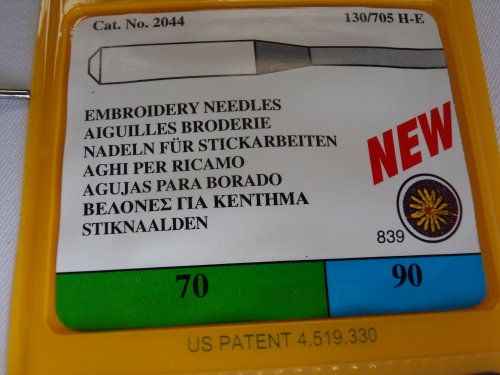 Cat. No. 2044 130/705 H-E
EMBROIDERY NEEDLES
AIGUILLES BRODERIE
NADELN FÜR STICKARBEITEN
AGHI PER RICAMO
AGUJAS PARA BORADO
ΒΕΛΟΝΕΣ ΓΙΑ ΚΕΝΤΗΜΑ
STIKNAALDEN
NEW
839
70 90
US PATENT 4,519,330